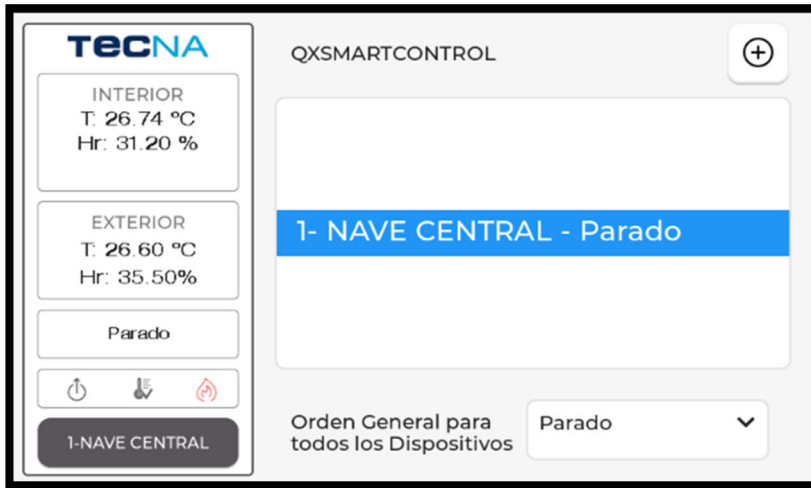 TECNA
INTERIOR
T: 26.74 ºC
Hr: 31.20 %
EXTERIOR
T: 26.60 ºC
Hr: 35.50%
Parado
1-NAVE CENTRAL
QXSMARTCONTROL
1- NAVE CENTRAL - Parado
Orden General para
todos los Dispositivos
Parado